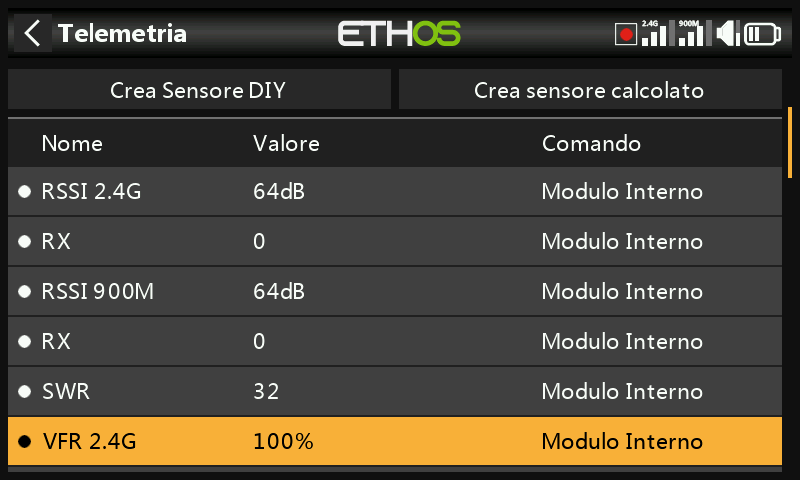 Telemetria ETHOS 2.4G 900M
Crea Sensore DIY Crea sensore calcolato
Nome Valore Comando
RSSI 2.4G 64dB Modulo Interno
RX 0 Modulo Interno
RSSI 900M 64dB Modulo Interno
RX 0 Modulo Interno
SWR 32 Modulo Interno
VFR 2.4G 100% Modulo Interno